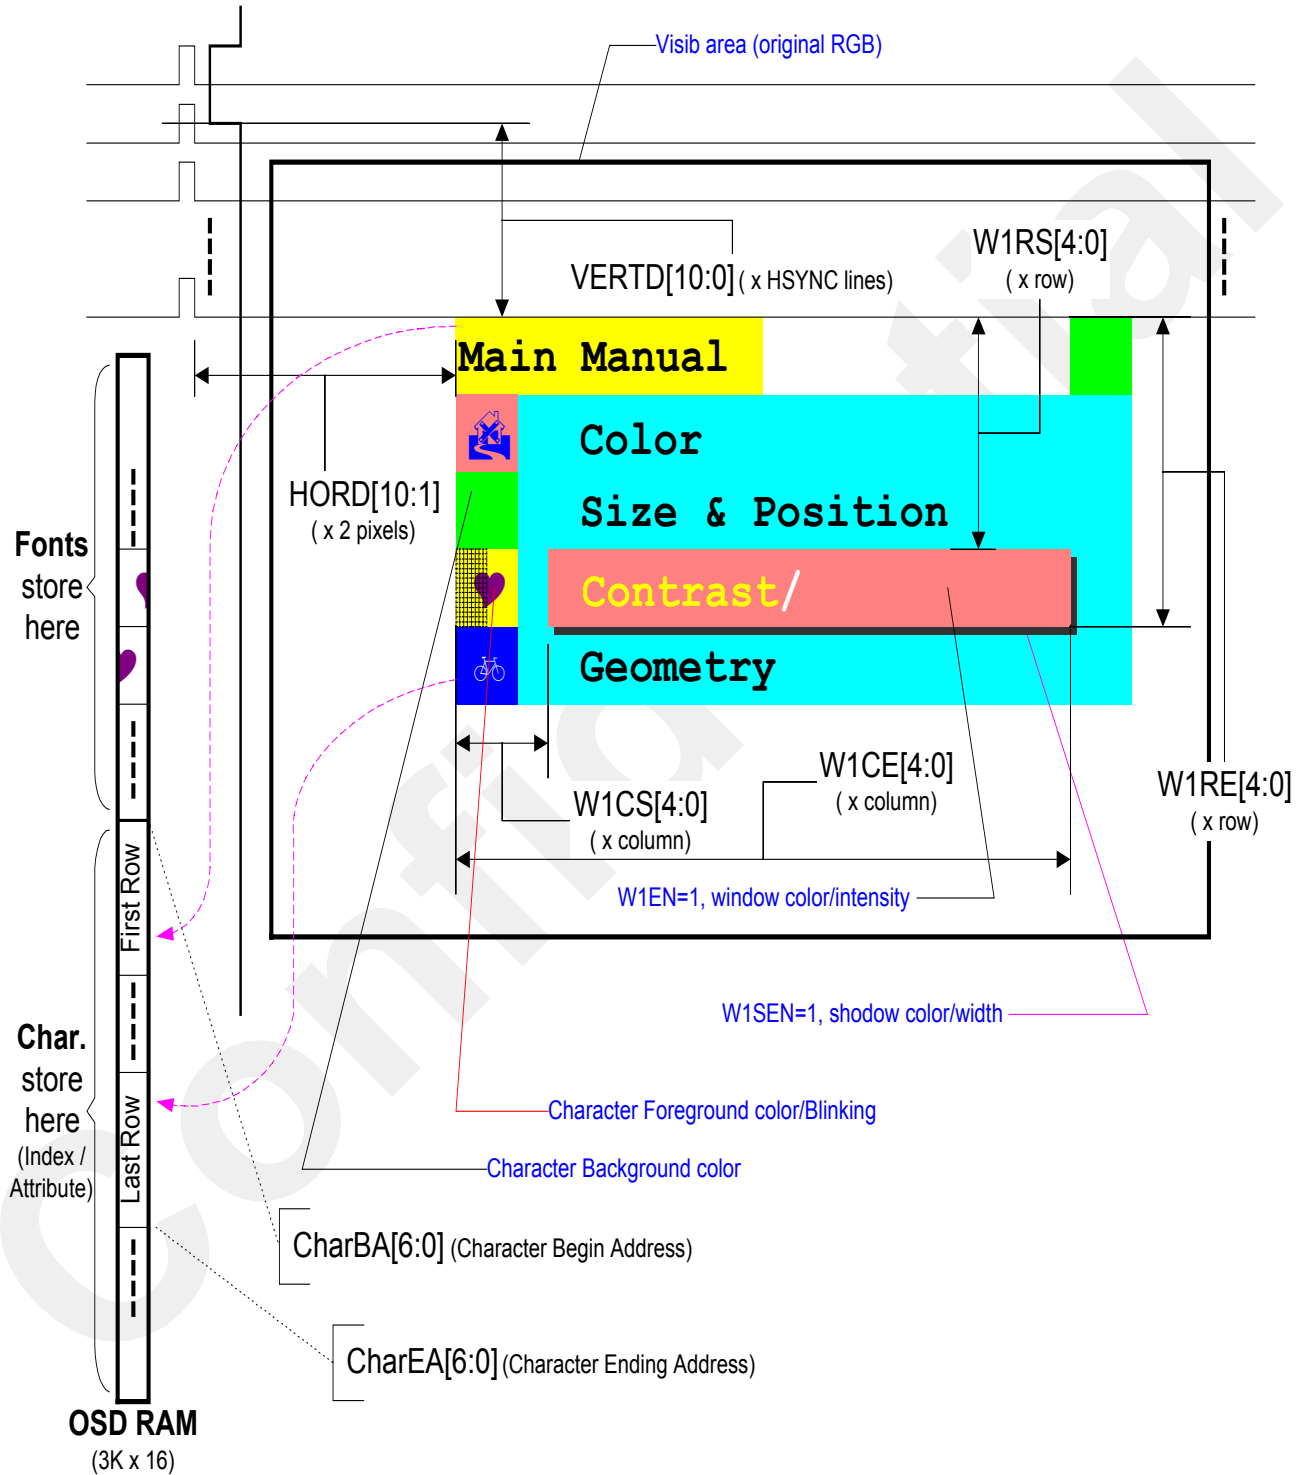 Visib area (original RGB)
W1RS[4:0]
( x row)
VERTD[10:0] ( x HSYNC lines)
Main Manual
Color
HORD[10:1]
( x 2 pixels)
Size & Position
Fonts
store
here
Contrast/
Geometry
W1CE[4:0]
( x column)
W1RE[4:0]
( x row)
W1CS[4:0]
( x column)
W1EN=1, window color/intensity
First Row
W1SEN=1, shodow color/width
Char.
store
here
(Index /
Attribute)
Last Row
Character Foreground color/Blinking
Character Background color
CharBA[6:0] (Character Begin Address)
CharEA[6:0] (Character Ending Address)
OSD RAM
(3K x 16)
Confidential